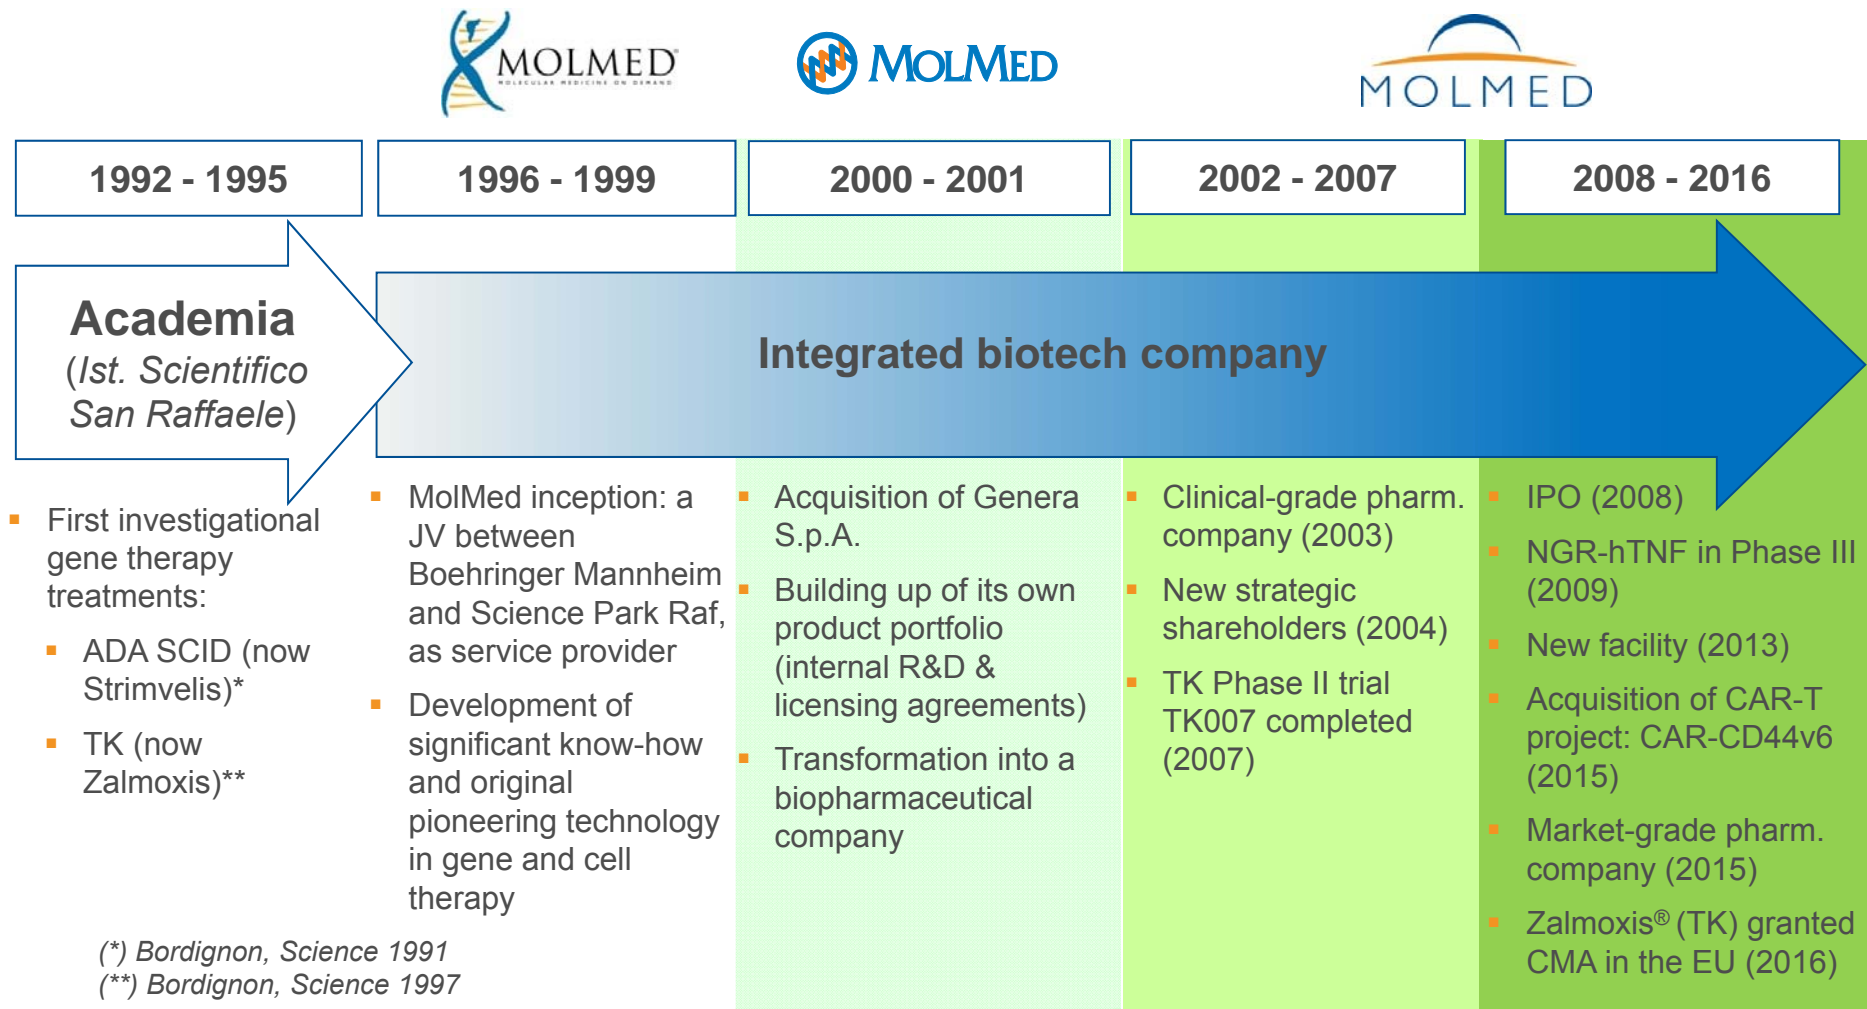 MOLMED®
MOLECULAR MEDICINE ON DEMAND
MOLMED
MOLMED
1992 - 1995
1996 - 1999
2000 - 2001
2002 - 2007
2008 - 2016
Academia
(Ist. Scientifico
San Raffaele)
Integrated biotech company
First investigational
gene therapy
treatments:
ADA SCID (now
Strimvelis)*
TK (now
Zalmoxis)**
MolMed inception: a
JV between
Boehringer Mannheim
and Science Park Raf,
as service provider
Development of
significant know-how
and original
pioneering technology
in gene and cell
therapy
Acquisition of Genera
S.p.A.
Building up of its own
product portfolio
(internal R&D &
licensing agreements)
Transformation into a
biopharmaceutical
company
Clinical-grade pharm.
company (2003)
New strategic
shareholders (2004)
TK Phase II trial
TK007 completed
(2007)
IPO (2008)
NGR-hTNF in Phase III
(2009)
New facility (2013)
Acquisition of CAR-T
project: CAR-CD44v6
(2015)
Market-grade pharm.
company (2015)
Zalmoxis® (TK) granted
CMA in the EU (2016)
(*) Bordignon, Science 1991
(**) Bordignon, Science 1997